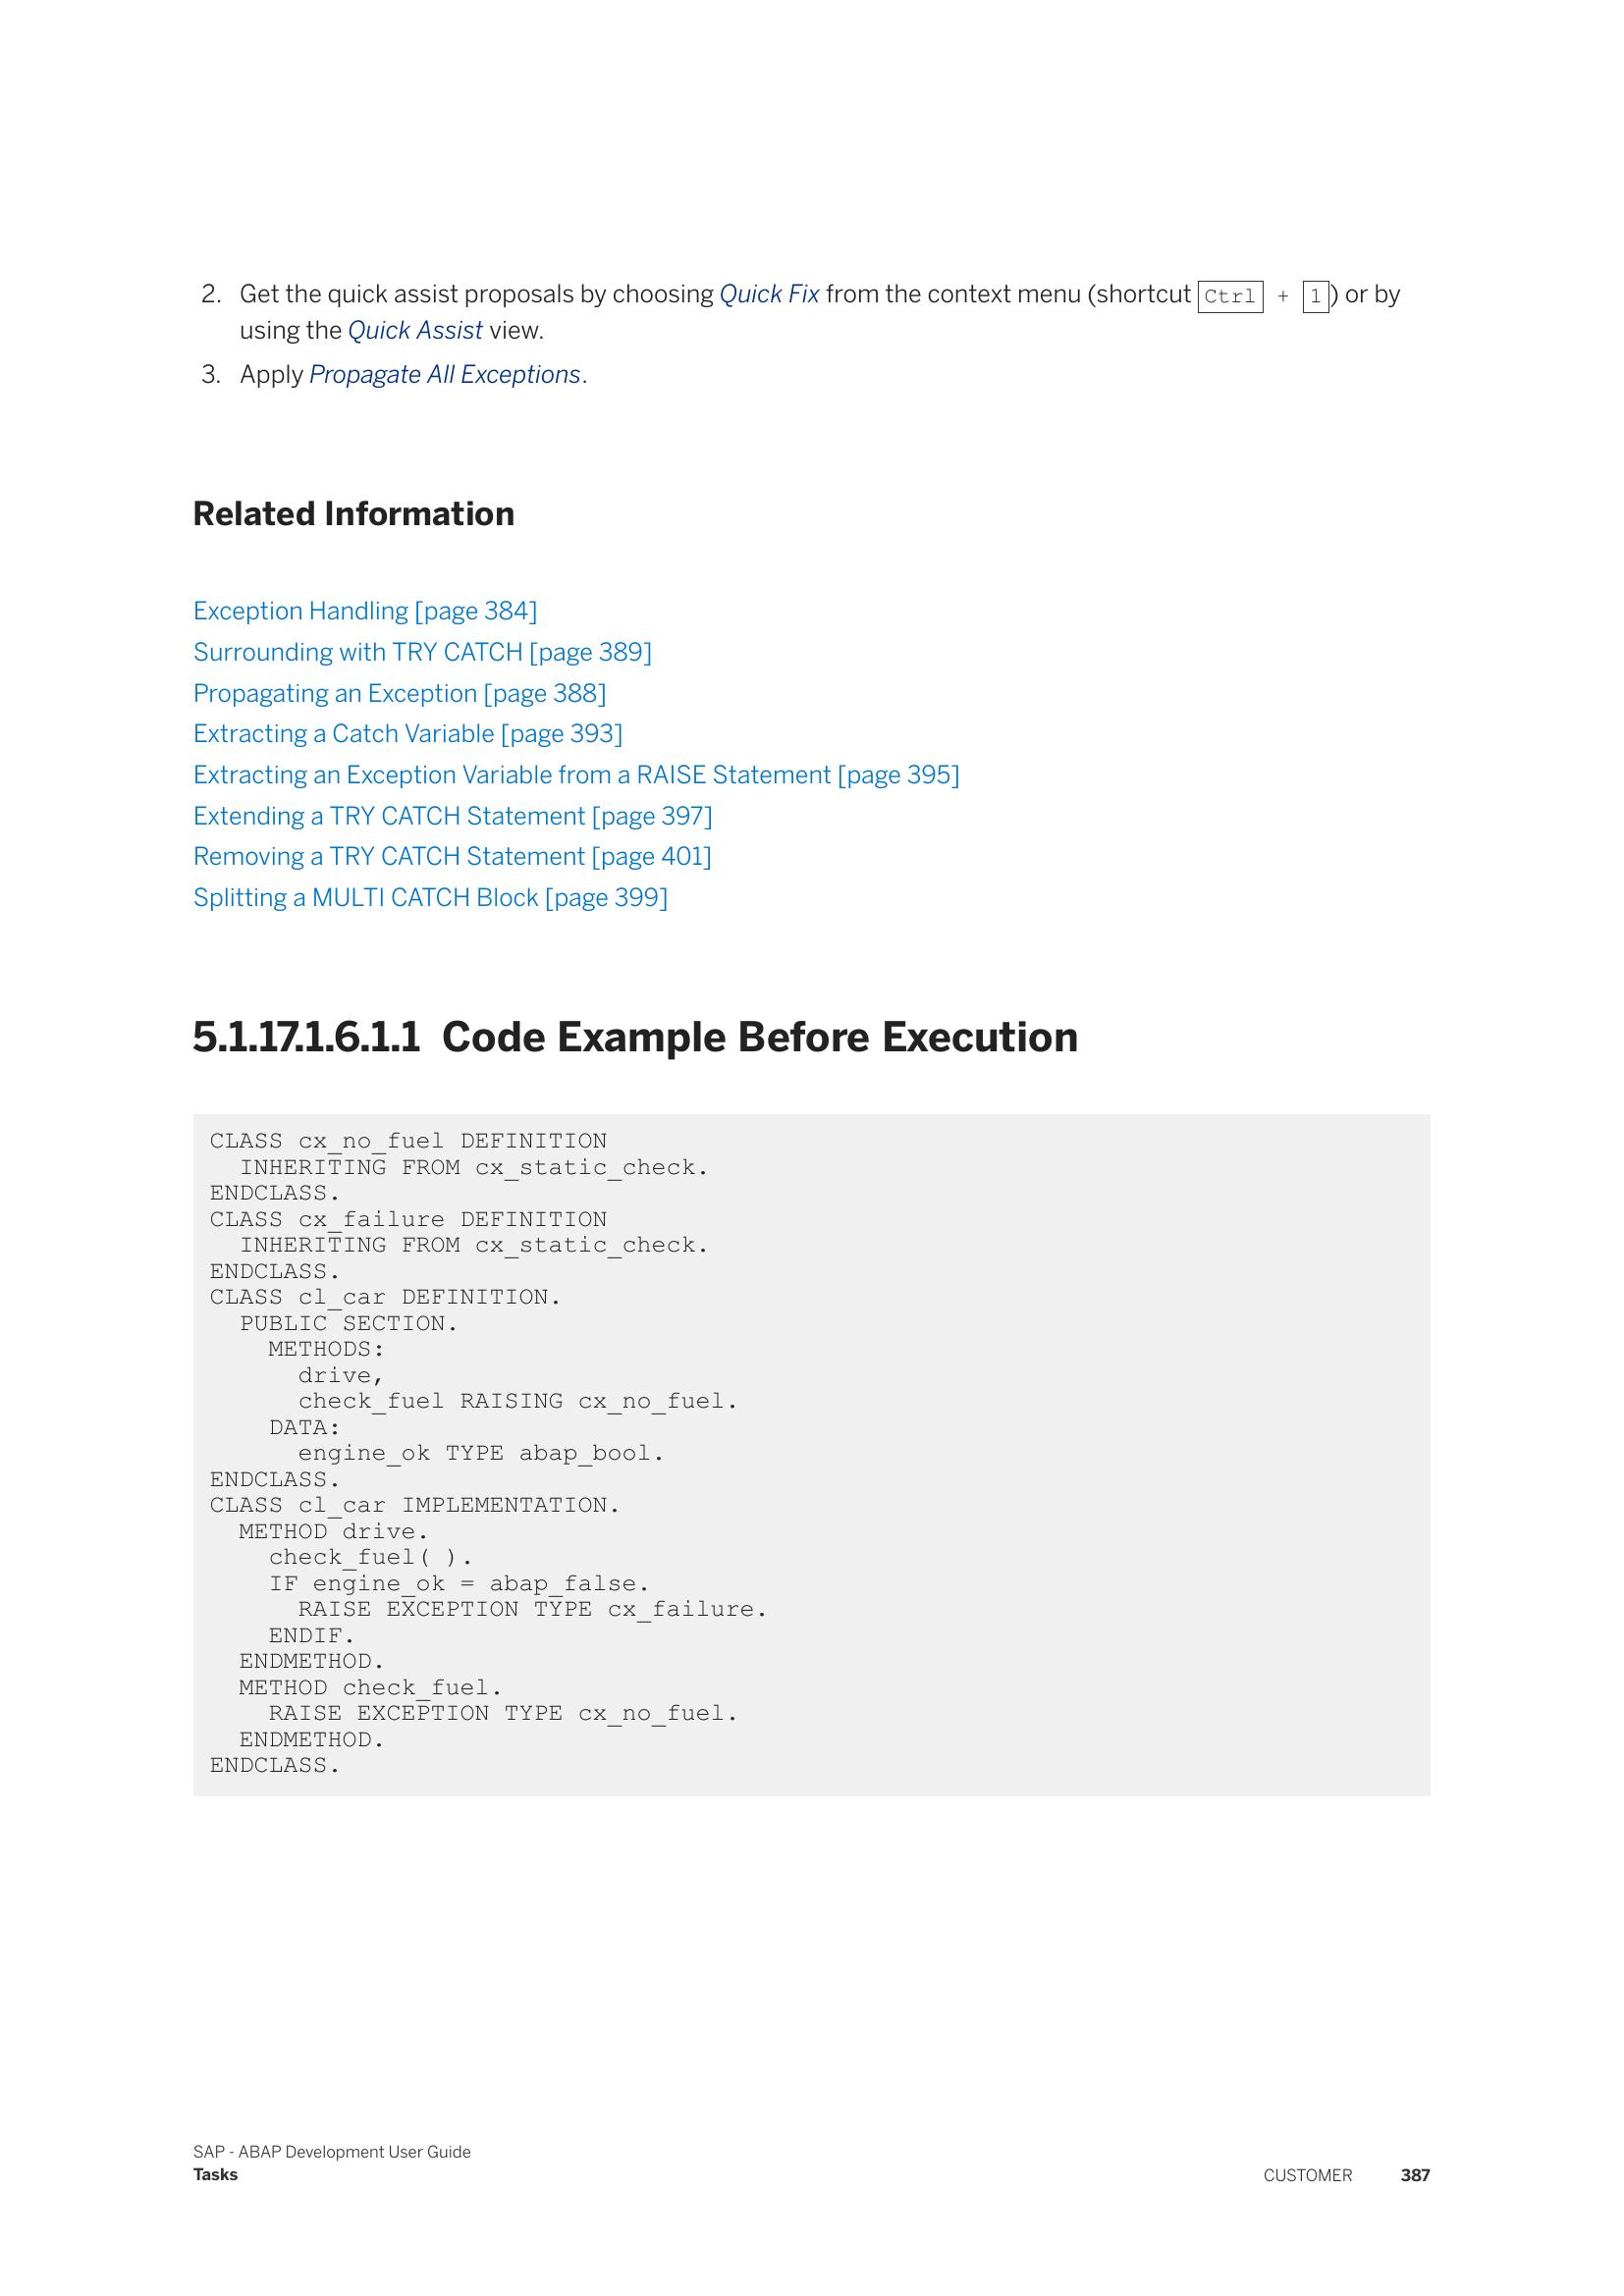 2. Get the quick assist proposals by choosing Quick Fix from the context menu (shortcut Ctrl + 1) or by
using the Quick Assist view.
3. Apply Propagate All Exceptions.
Related Information
Exception Handling [page 384]
Surrounding with TRY CATCH [page 389]
Propagating an Exception [page 388]
Extracting a Catch Variable [page 393]
Extracting an Exception Variable from a RAISE Statement [page 395]
Extending a TRY CATCH Statement [page 397]
Removing a TRY CATCH Statement [page 401]
Splitting a MULTI CATCH Block [page 399]
5.1.17.1.6.1.1 Code Example Before Execution
CLASS cx_no_fuel DEFINITION
  INHERITING FROM cx_static_check.
ENDCLASS.
CLASS cx_failure DEFINITION
  INHERITING FROM cx_static_check.
ENDCLASS.
CLASS cl_car DEFINITION.
  PUBLIC SECTION.
    METHODS:
      drive,
      check_fuel RAISING cx_no_fuel.
    DATA:
      engine_ok TYPE abap_bool.
ENDCLASS.
CLASS cl_car IMPLEMENTATION.
  METHOD drive.
    check_fuel( ).
    IF engine_ok = abap_false.
      RAISE EXCEPTION TYPE cx_failure.
    ENDIF.
  ENDMETHOD.
  METHOD check_fuel.
    RAISE EXCEPTION TYPE cx_no_fuel.
  ENDMETHOD.
ENDCLASS.
SAP - ABAP Development User Guide
Tasks
CUSTOMER 387